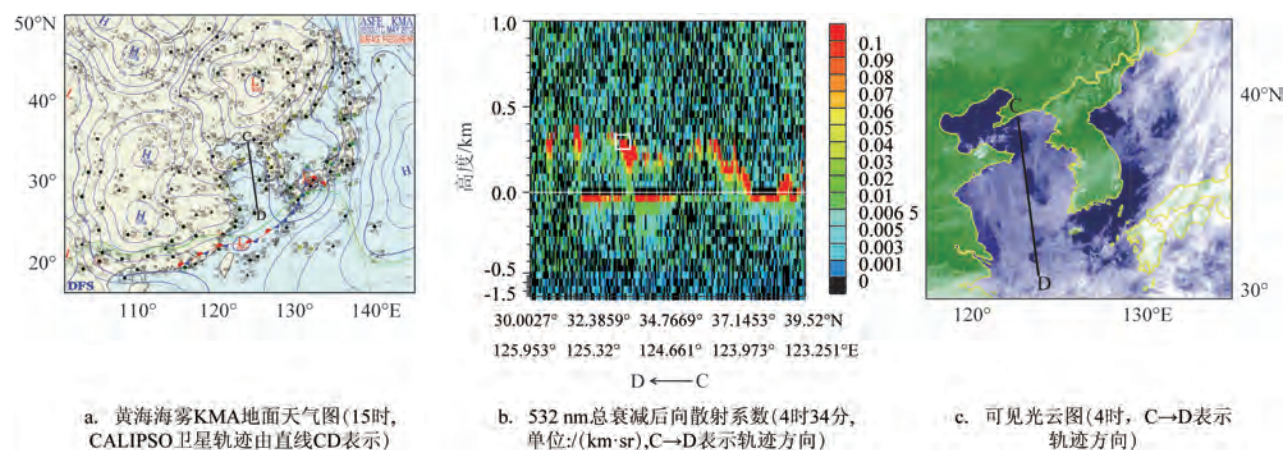 50°N
40°
30°
20°
110° 120° 130° 140°E
ASFE KMA
DFS
H
H
H
H
H
L
L
C
D
a. 黄海海雾KMA地面天气图(15时,
CALIPSO卫星轨迹由直线CD表示)
高度/km
1.0
0.5
0.0
-0.5
-1.5
0.1
0.09
0.08
0.07
0.06
0.05
0.04
0.03
0.02
0.01
0.006 5
0.005
0.003
0.001
0
30.0027° 32.3859° 34.7669° 37.1453° 39.52°N
125.953° 125.32° 124.661° 123.973° 123.251°E
D ← C
b. 532 nm总衰减后向散射系数(4时34分,
单位:/(km·sr),C→D表示轨迹方向)
C
D
40°N
30°
120° 130°E
c. 可见光云图(4时, C→D表示
轨迹方向)